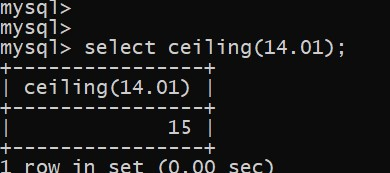 mysql>
mysql>
mysql> select ceiling(14.01);
+----------------+
| ceiling(14.01) |
+----------------+
|             15 |
+----------------+
1 row in set (0.00 sec)